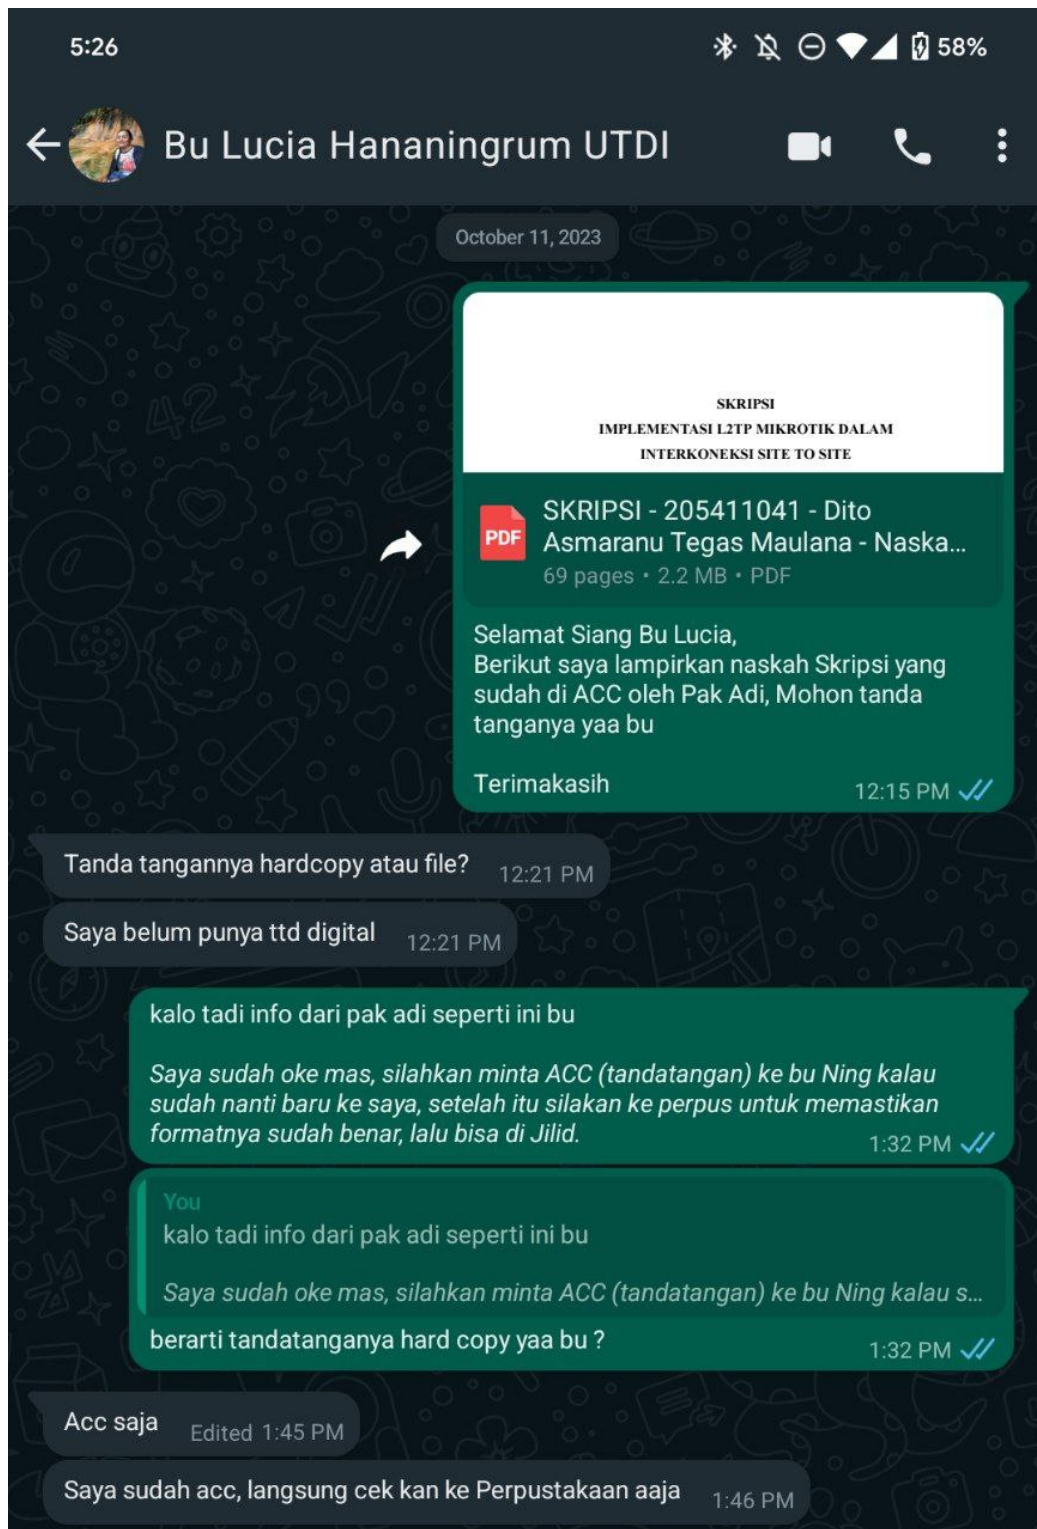 5:26
58%
Bu Lucia Hananingrum UTDI
October 11, 2023
SKRIPSI
IMPLEMENTASI L2TP MIKROTIK DALAM
INTERKONEKSI SITE TO SITE
PDF
SKRIPSI - 205411041 - Dito
Asmaranu Tegas Maulana - Naska...
69 pages • 2.2 MB • PDF
Selamat Siang Bu Lucia,
Berikut saya lampirkan naskah Skripsi yang
sudah di ACC oleh Pak Adi, Mohon tanda
tanganya yaa bu
Terimakasih
12:15 PM
Tanda tangannya hardcopy atau file?
12:21 PM
Saya belum punya ttd digital
12:21 PM
kalo tadi info dari pak adi seperti ini bu
Saya sudah oke mas, silahkan minta ACC (tandatangan) ke bu Ning kalau
sudah nanti baru ke saya, setelah itu silakan ke perpus untuk memastikan
formatnya sudah benar, lalu bisa di Jilid.
1:32 PM
You
kalo tadi info dari pak adi seperti ini bu
Saya sudah oke mas, silahkan minta ACC (tandatangan) ke bu Ning kalau s...
berarti tandatanganya hard copy yaa bu ?
1:32 PM
Acc saja
Edited 1:45 PM
Saya sudah acc, langsung cek kan ke Perpustakaan aaja
1:46 PM